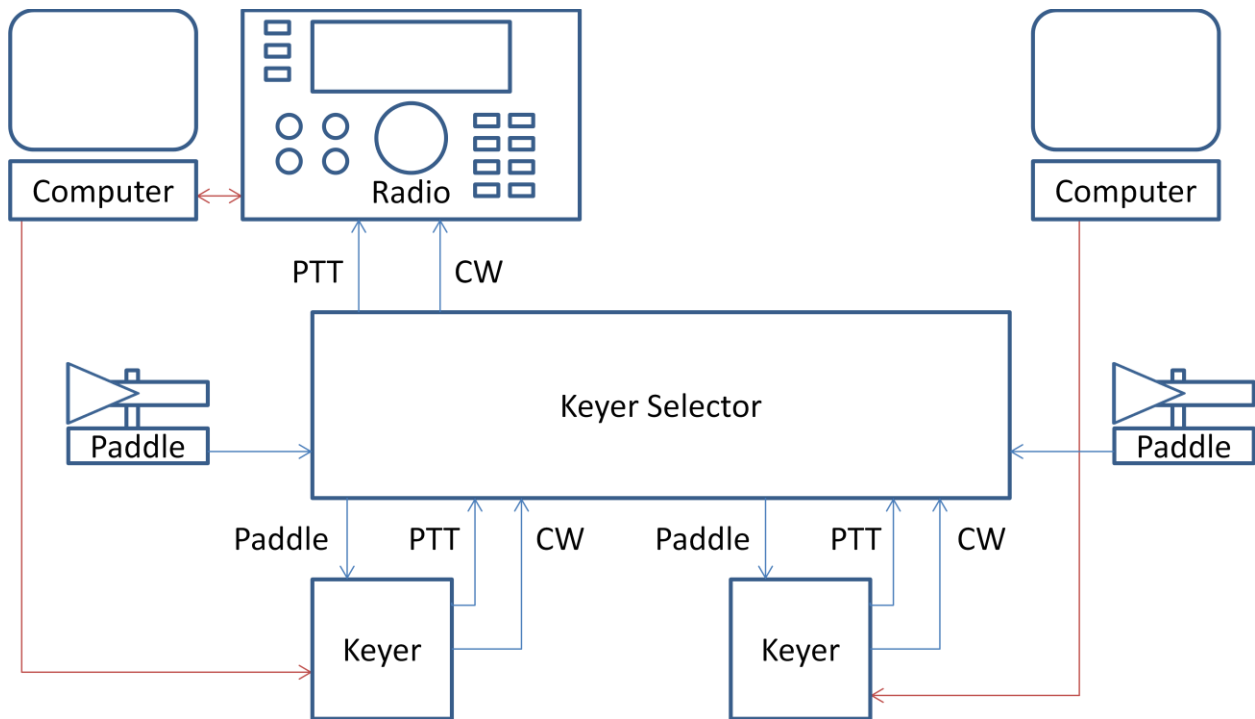 Computer
Radio
Computer
PTT
CW
Keyer Selector
Paddle
Paddle
Paddle
PTT
CW
Paddle
PTT
CW
Keyer
Keyer